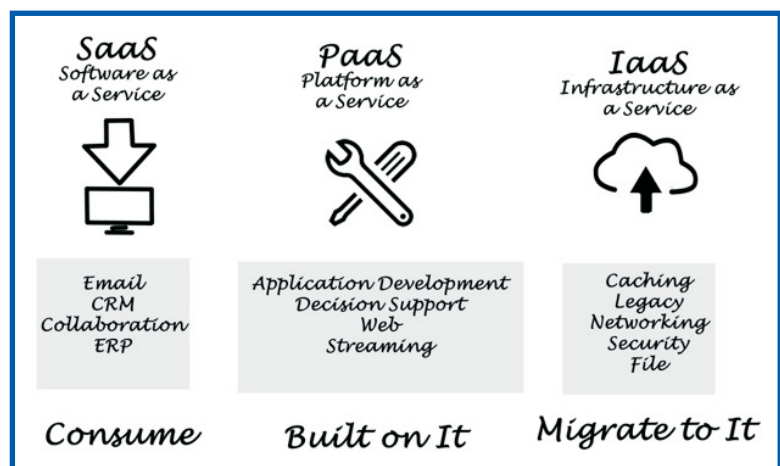 SaaS
Software as
a Service
Email
CRM
Collaboration
ERP
Consume
PaaS
Platform as
a Service
Application Development
Decision Support
Web
Streaming
Built on It
IaaS
Infrastructure as
a Service
Caching
Legacy
Networking
Security
File
Migrate to It